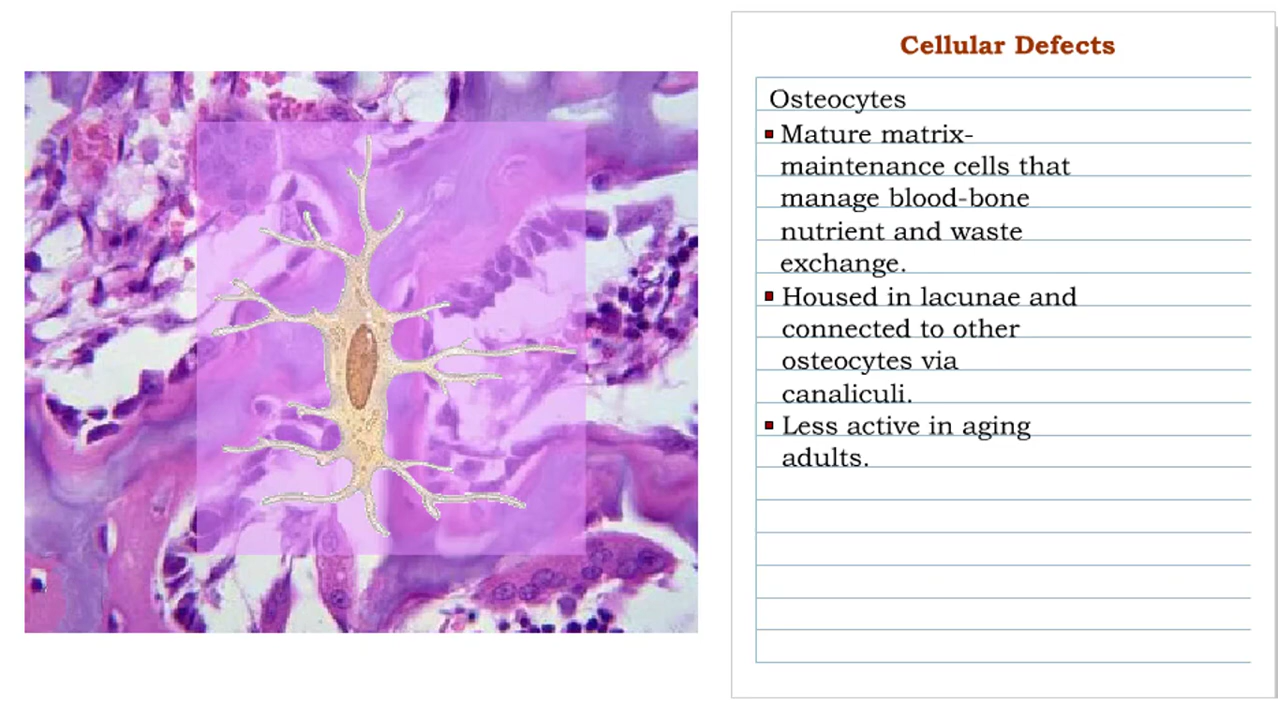 Cellular Defects
Osteocytes
▪ Mature matrix-
maintenance cells that
manage blood-bone
nutrient and waste
exchange.
▪ Housed in lacunae and
connected to other
osteocytes via
canaliculi.
▪ Less active in aging
adults.